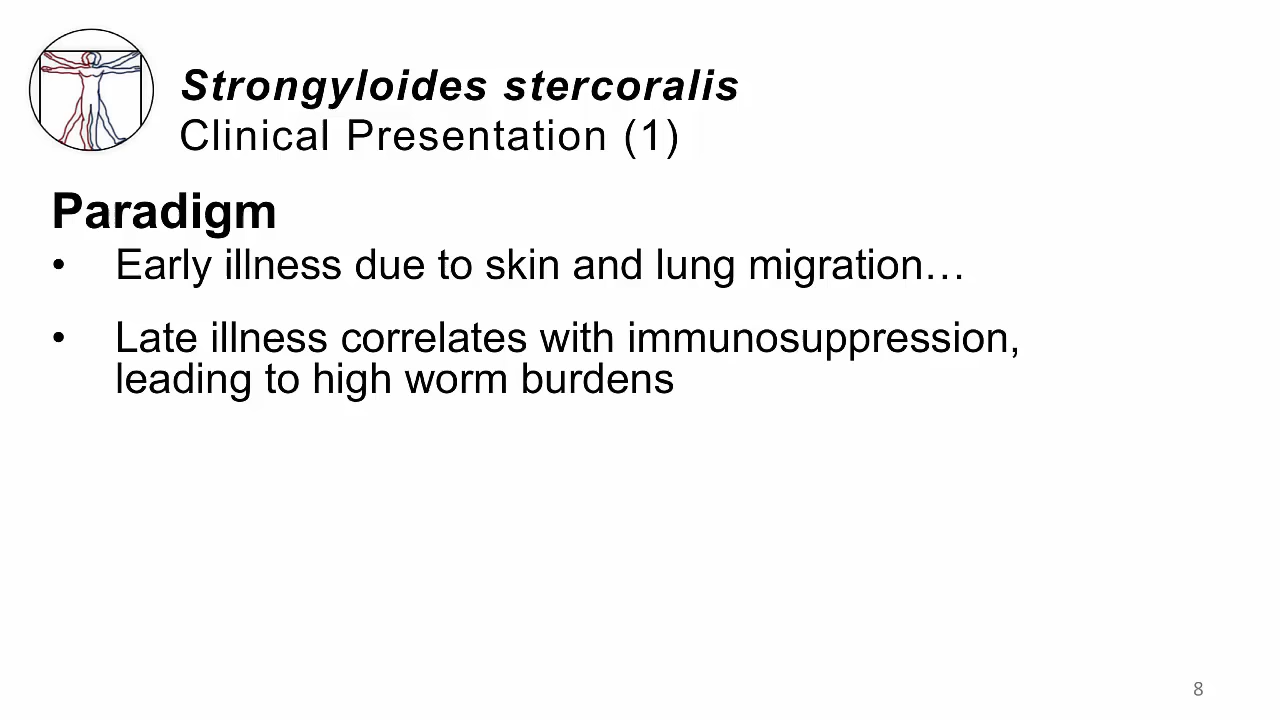 Strongyloides stercoralis
Clinical Presentation (1)
Paradigm
• Early illness due to skin and lung migration…
• Late illness correlates with immunosuppression,
leading to high worm burdens
8